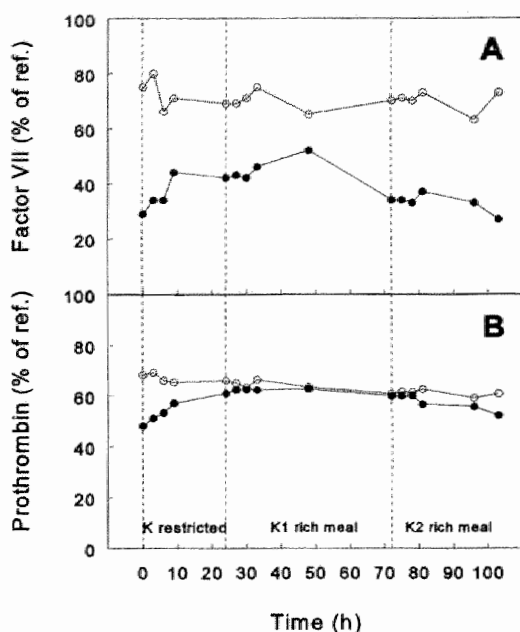 A
Factor VII (% of ref.)
100
80
60
40
20
B
Prothrombin (% of ref.)
100
80
60
40
20
0
K restricted K1 rich meal K2 rich meal
0 10 20 30 40 50 60 70 80 90 100
Time (h)